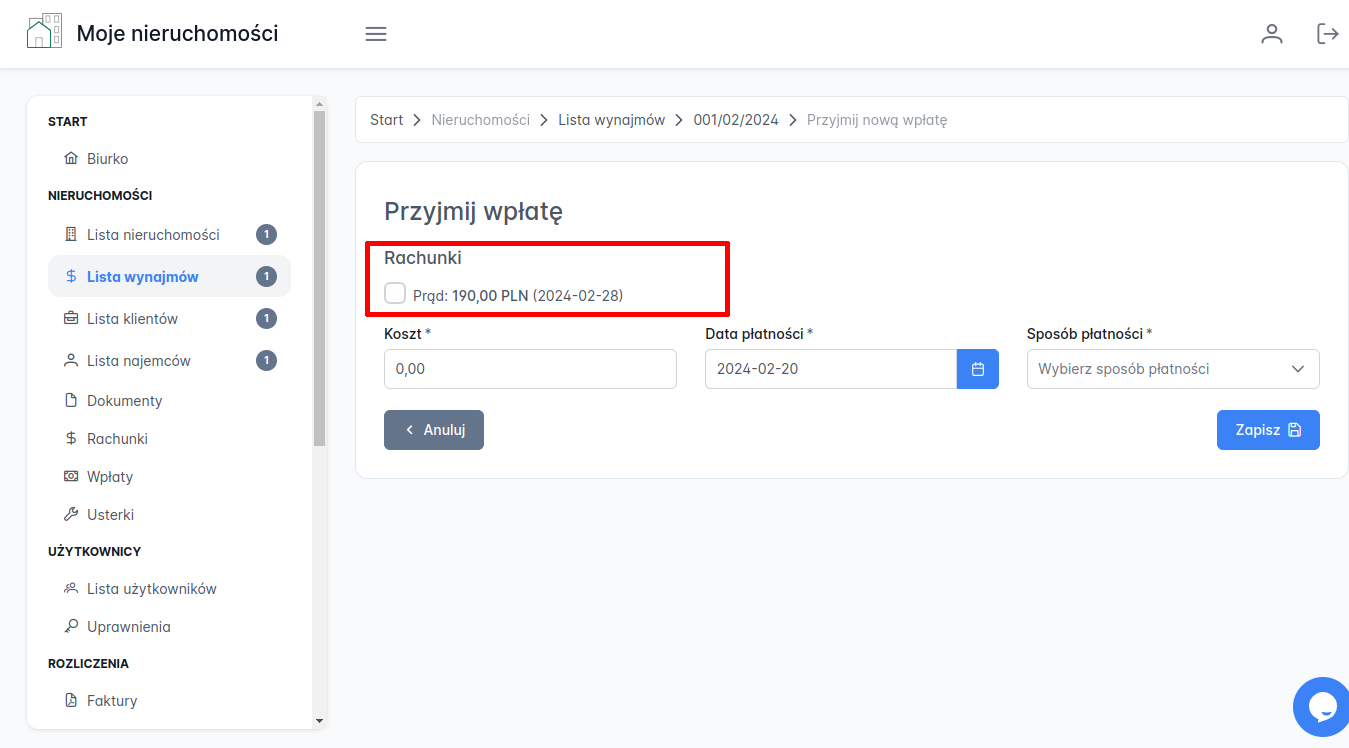 Moje nieruchomości
START
Biurko
NIERUCHOMOŚCI
Lista nieruchomości 1
Lista wynajmów 1
Lista klientów 1
Lista najemców 1
Dokumenty
Rachunki
Wpłaty
Usterki
UŻYTKOWNICY
Lista użytkowników
Uprawnienia
ROZLICZENIA
Faktury
Start > Nieruchomości > Lista wynajmów > 001/02/2024 > Przyjmij nową wpłatę
Przyjmij wpłatę
Rachunki
Prąd: 190,00 PLN (2024-02-28)
Koszt * Data płatności * Sposób płatności *
0,00 2024-02-20 Wybierz sposób płatności
Anuluj Zapisz